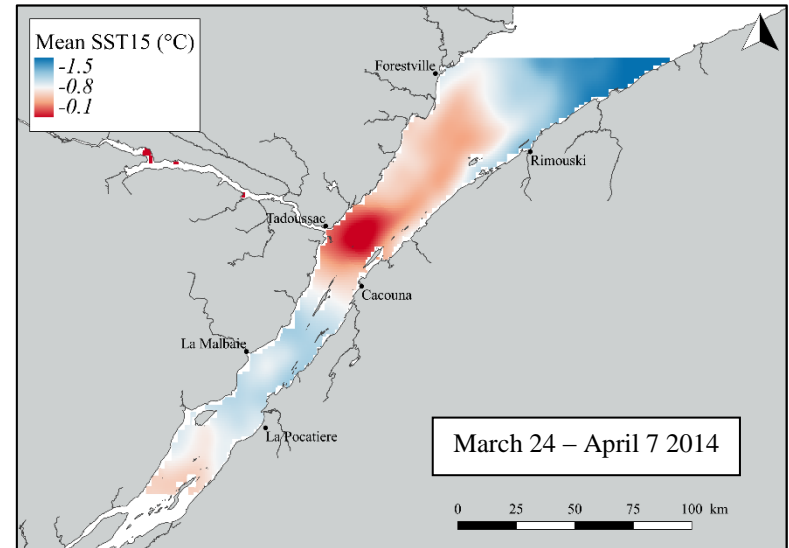 Mean SST15 (°C)
-1.5
-0.8
-0.1
Forestville
Rimouski
Tadoussac
Cacouna
La Malbaie
La Pocatiere
March 24 – April 7 2014
0 25 50 75 100 km